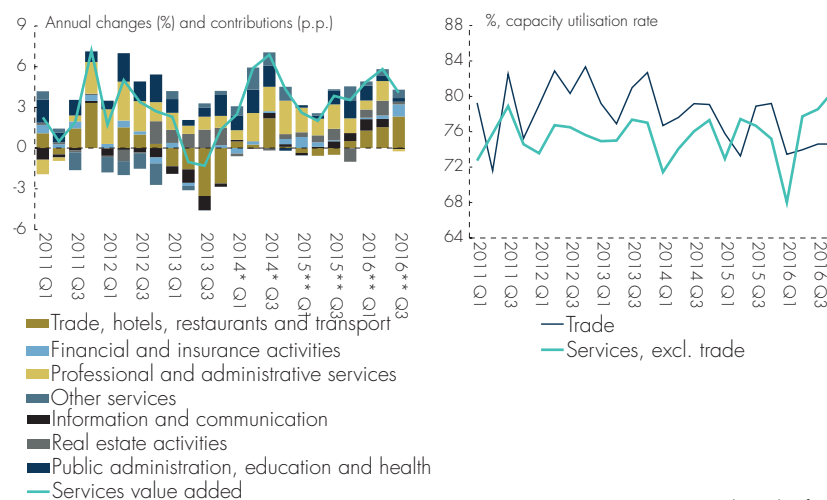 Annual changes (%) and contributions (p.p.)
9
6
3
0
-3
-6
2011 Q1
2011 Q3
2012 Q1
2012 Q3
2013 Q1
2013 Q3
2014* Q1
2014* Q3
2015** Q1
2015** Q3
2016** Q1
2016** Q3
Trade, hotels, restaurants and transport
Financial and insurance activities
Professional and administrative services
Other services
Information and communication
Real estate activities
Public administration, education and health
Services value added
%, capacity utilisation rate
88
84
80
76
72
68
64
2011 Q1
2011 Q3
2012 Q1
2012 Q3
2013 Q1
2013 Q3
2014 Q1
2014 Q3
2015 Q1
2015 Q3
2016 Q1
2016 Q3
Trade
Services, excl. trade